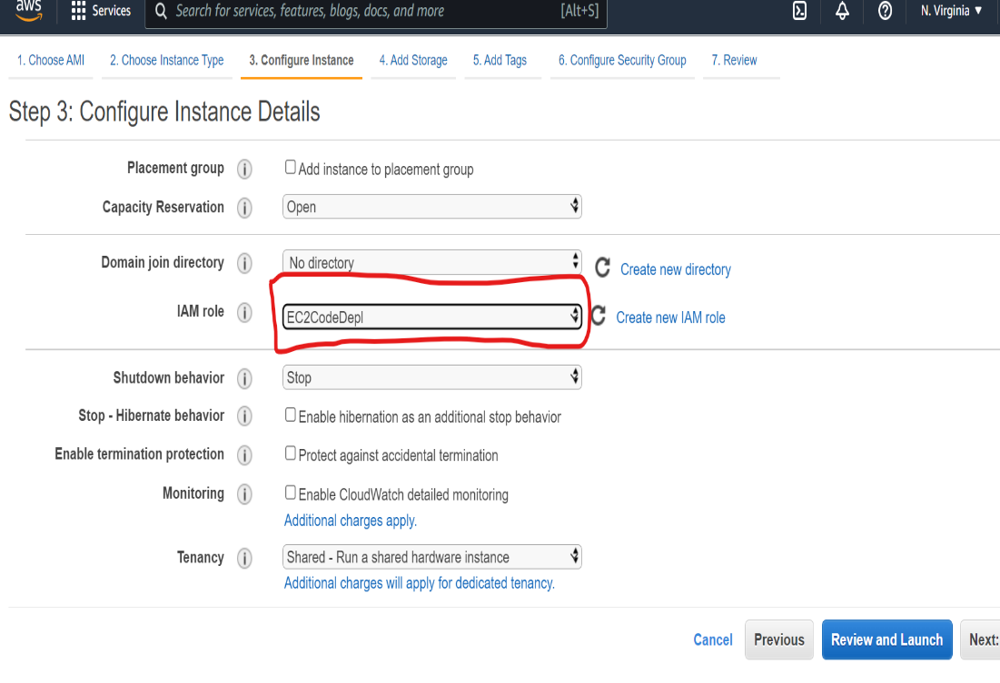 aws Services Search for services, features, blogs, docs, and more [Alt+S] N. Virginia ▼
1. Choose AMI 2. Choose Instance Type 3. Configure Instance 4. Add Storage 5. Add Tags 6. Configure Security Group 7. Review
Step 3: Configure Instance Details
Placement group i Add instance to placement group
Capacity Reservation i Open
Domain join directory i No directory Create new directory
IAM role i EC2CodeDepl Create new IAM role
Shutdown behavior i Stop
Stop - Hibernate behavior i Enable hibernation as an additional stop behavior
Enable termination protection i Protect against accidental termination
Monitoring i Enable CloudWatch detailed monitoring
Additional charges apply.
Tenancy i Shared - Run a shared hardware instance
Additional charges will apply for dedicated tenancy.
Cancel Previous Review and Launch Next: